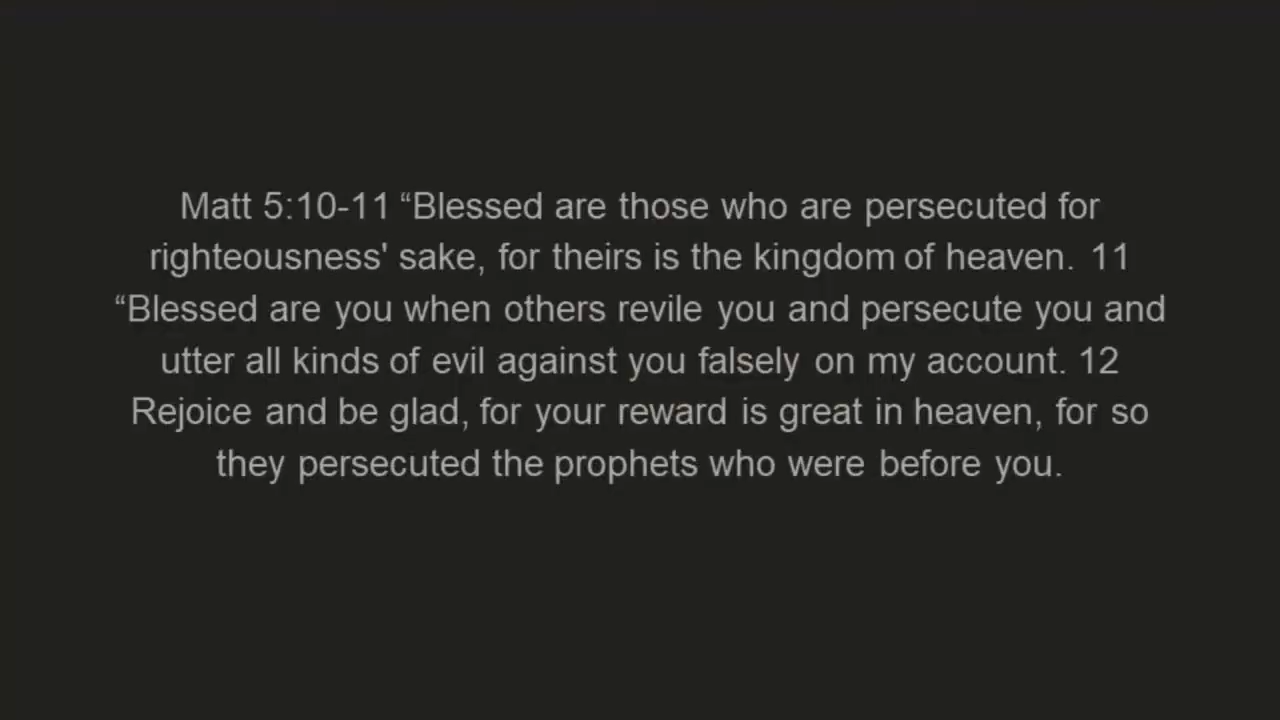 Matt 5:10-11 “Blessed are those who are persecuted for
righteousness' sake, for theirs is the kingdom of heaven. 11
“Blessed are you when others revile you and persecute you and
utter all kinds of evil against you falsely on my account. 12
Rejoice and be glad, for your reward is great in heaven, for so
they persecuted the prophets who were before you.